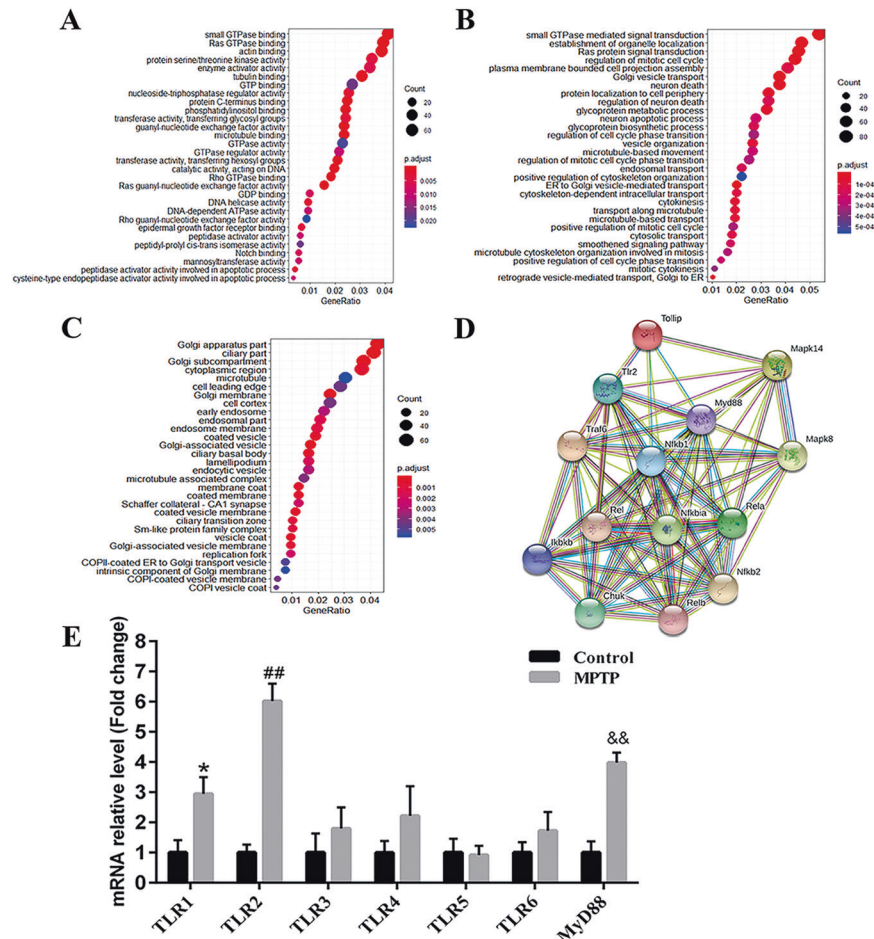 A
small GTPase binding
Ras GTPase binding
actin binding
protein serine/threonine kinase activity
enzyme activator activity
tubulin binding
GTP binding
nucleoside-triphosphatase regulator activity
protein C-terminus binding
phosphatidylinositol binding
transferase activity, transferring glycosyl groups
guanyl-nucleotide exchange factor activity
microtubule binding
GTPase activity
GTPase regulator activity
transferase activity, transferring hexosyl groups
catalytic activity, acting on DNA
Rho GTPase binding
Ras guanyl-nucleotide exchange factor activity
GDP binding
DNA helicase activity
DNA-dependent ATPase activity
Rho guanyl-nucleotide exchange factor activity
epidermal growth factor receptor binding
peptidase activator activity
peptidyl-prolyl cis-trans isomerase activity
Notch binding
mannosyltransferase activity
peptidase activator activity involved in apoptotic process
cysteine-type endopeptidase activator activity involved in apoptotic process
0.01 0.02 0.03 0.04
GeneRatio
Count
20
40
60
p.adjust
0.005
0.010
0.015
0.020
B
small GTPase mediated signal transduction
establishment of organelle localization
Ras protein signal transduction
regulation of mitotic cell cycle
plasma membrane bounded cell projection assembly
Golgi vesicle transport
neuron death
protein localization to cell periphery
regulation of neuron death
glycoprotein metabolic process
neuron apoptotic process
glycoprotein biosynthetic process
regulation of cell cycle phase transition
vesicle organization
microtubule-based movement
regulation of mitotic cell cycle phase transition
endosomal transport
positive regulation of cytoskeleton organization
ER to Golgi vesicle-mediated transport
cytoskeleton-dependent intracellular transport
cytokinesis
transport along microtubule
microtubule-based transport
positive regulation of mitotic cell cycle
cytosolic transport
smoothened signaling pathway
microtubule cytoskeleton organization involved in mitosis
positive regulation of cell cycle phase transition
mitotic cytokinesis
retrograde vesicle-mediated transport, Golgi to ER
0.01 0.02 0.03 0.04 0.05
GeneRatio
Count
20
40
60
80
p.adjust
1e-04
2e-04
3e-04
4e-04
5e-04
C
Golgi apparatus part
ciliary part
Golgi subcompartment
cytoplasmic region
microtubule
cell leading edge
Golgi membrane
cell cortex
early endosome
endosomal part
endosome membrane
coated vesicle
Golgi-associated vesicle
ciliary basal body
lamellipodium
endocytic vesicle
microtubule associated complex
membrane coat
coated membrane
Schaffer collateral - CA1 synapse
coated vesicle membrane
ciliary transition zone
Sm-like protein family complex
vesicle coat
Golgi-associated vesicle membrane
replication fork
COPII-coated ER to Golgi transport vesicle
intrinsic component of Golgi membrane
COPI-coated vesicle membrane
COPI vesicle coat
0.01 0.02 0.03 0.04
GeneRatio
Count
20
40
60
p.adjust
0.001
0.002
0.003
0.004
0.005
D
Tollip
Mapk14
Tlr2
Myd88
Traf6
Nfkb1
Mapk8
Rel
Nfkbia
Rela
Ikbkb
Nfkb2
Chuk
Relb
E
Control
MPTP
mRNA relative level (Fold change)
8
7
6
5
4
3
2
1
0
*
##
&&
TLR1
TLR2
TLR3
TLR4
TLR5
TLR6
MyD88